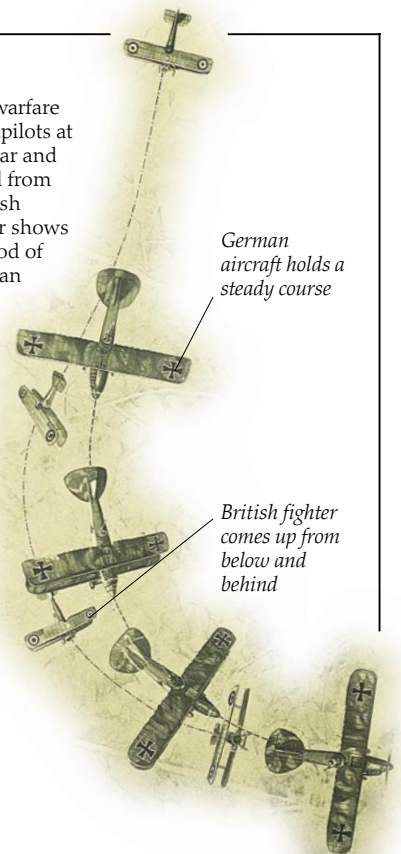 warfare
pilots at
ar and
l from
sh
r shows
od of
an
German
aircraft holds a
steady course
British fighter
comes up from
below and
behind